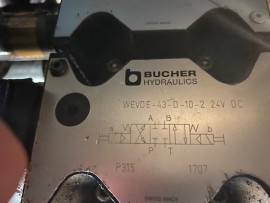 BUCHER
HYDRAULICS
WEVDE-43-D-10-2 24V DC
A B
a b
P T
P315 1707